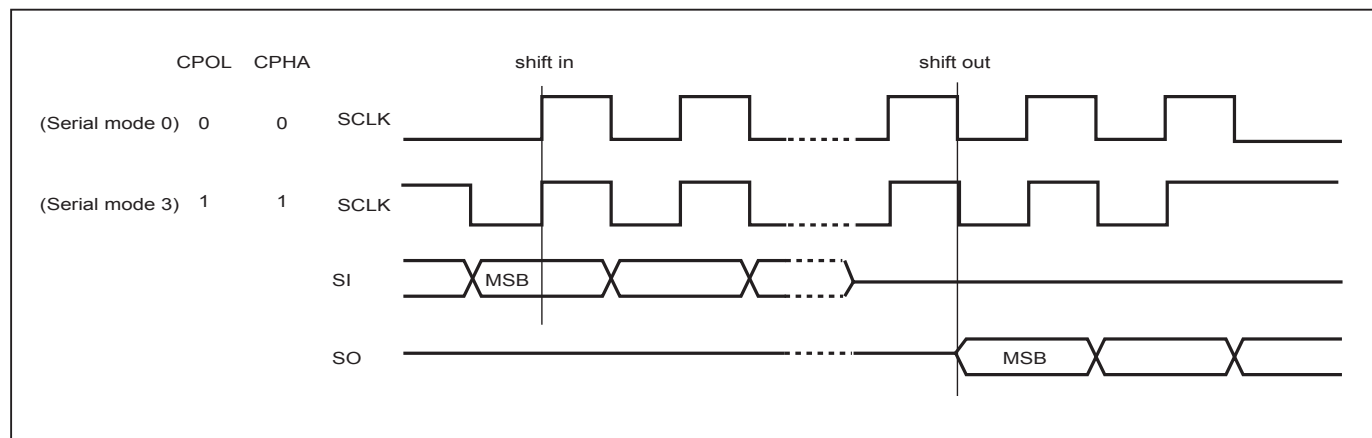 CPOL CPHA shift in shift out
(Serial mode 0) 0 0 SCLK
(Serial mode 3) 1 1 SCLK
SI MSB
SO MSB